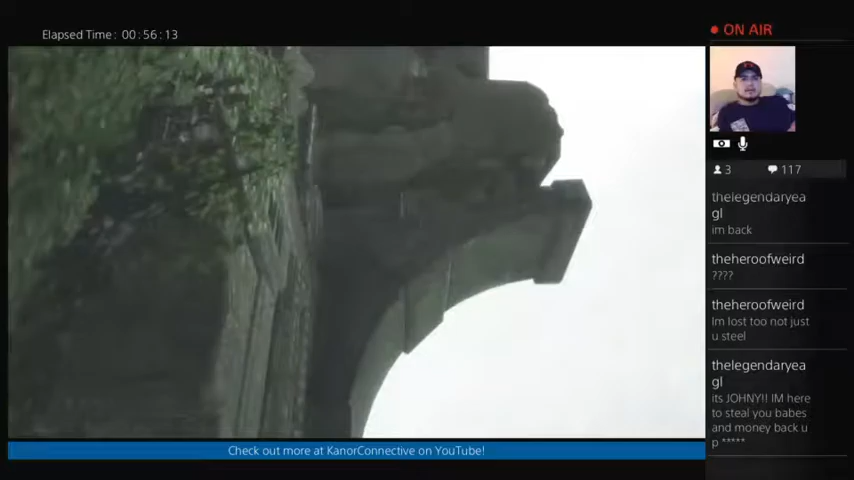 Elapsed Time: 00:56:13
ON AIR
3 117
thelegendaryea
gl
im back
theheroofweird
????
theheroofweird
Im lost too not just
u steel
thelegendaryea
gl
its JOHNY!! IM here
to steal you babes
and money back u
p *****
Check out more at KanorConnective on YouTube!